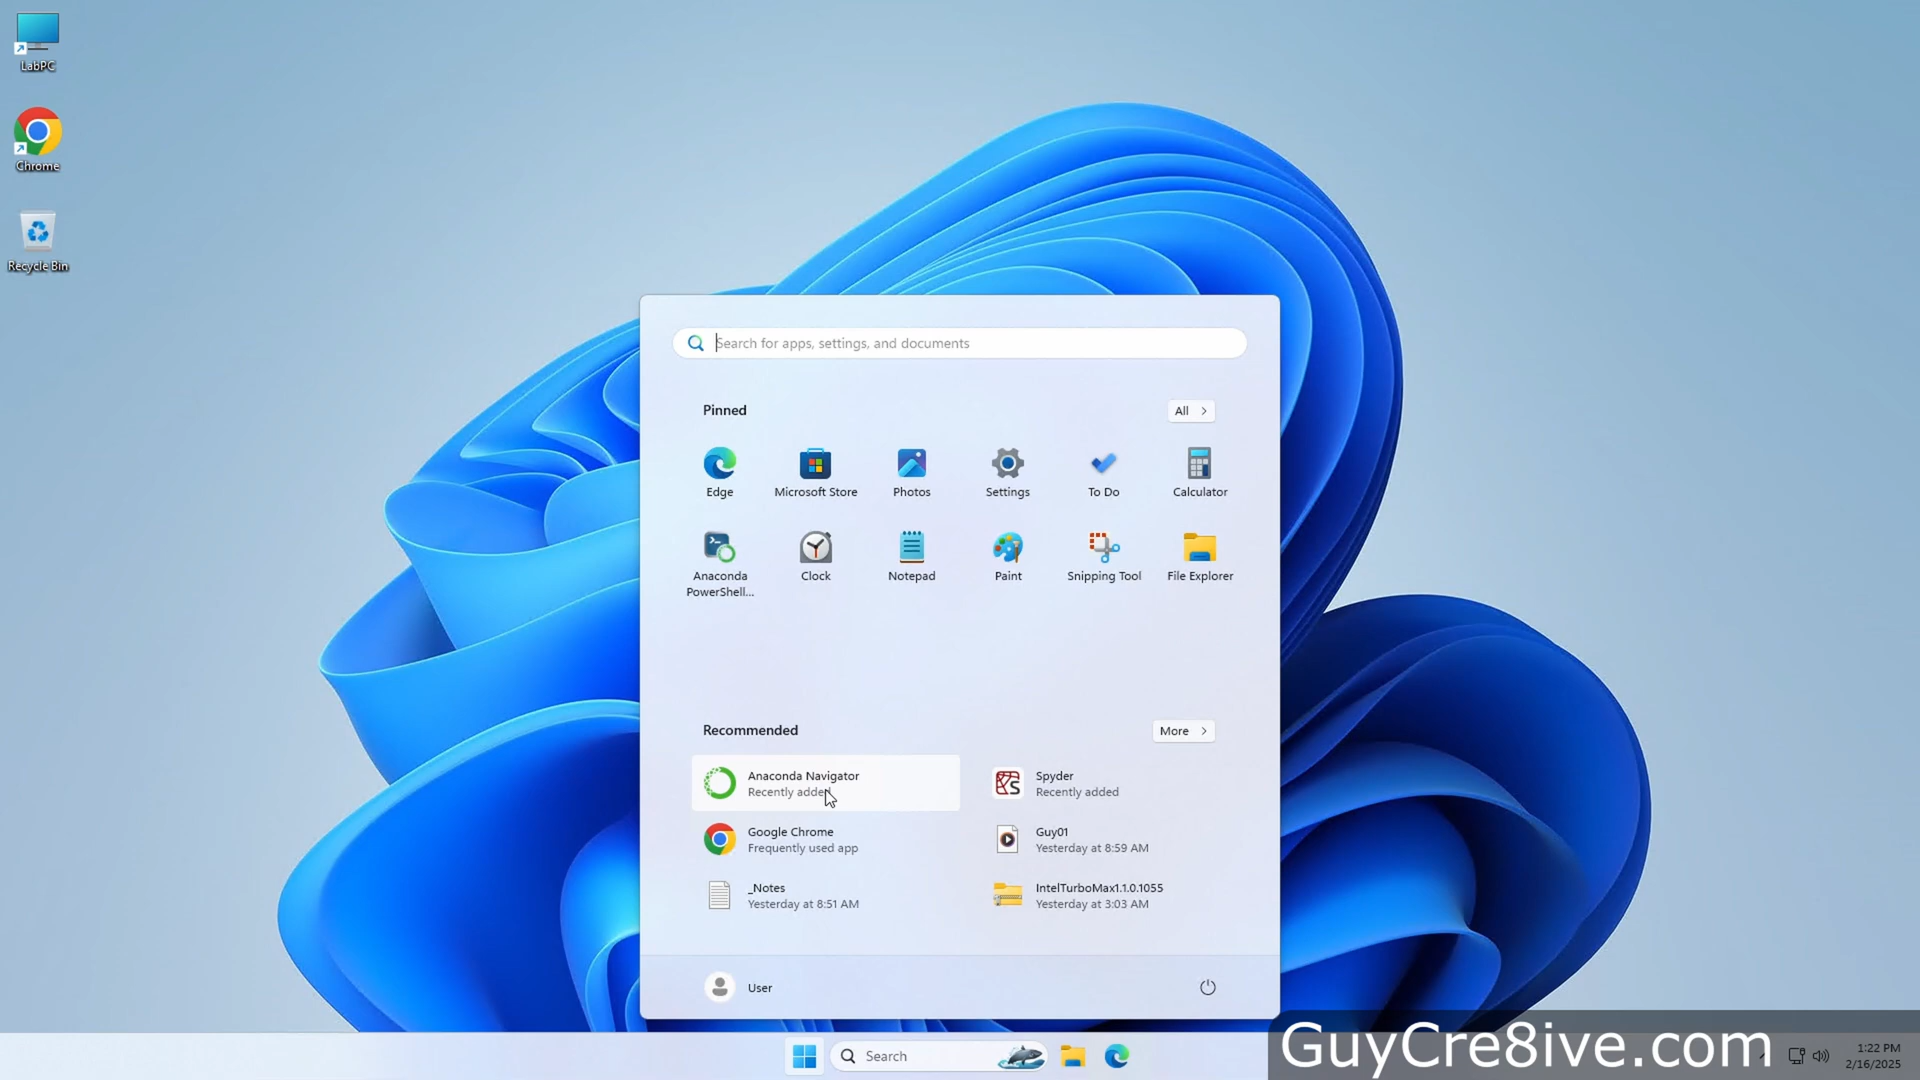 LabPC
Chrome
Recycle Bin
Search for apps, settings, and documents
Pinned
All
Edge
Microsoft Store
Photos
Settings
To Do
Calculator
Anaconda
PowerShell...
Clock
Notepad
Paint
Snipping Tool
File Explorer
Recommended
More
Anaconda Navigator
Recently added
Spyder
Recently added
Google Chrome
Frequently used app
Guy01
Yesterday at 8:59 AM
_Notes
Yesterday at 8:51 AM
IntelTurboMax1.1.0.1055
Yesterday at 3:03 AM
User
Search
GuyCre8ive.com
1:22 PM
2/16/2025